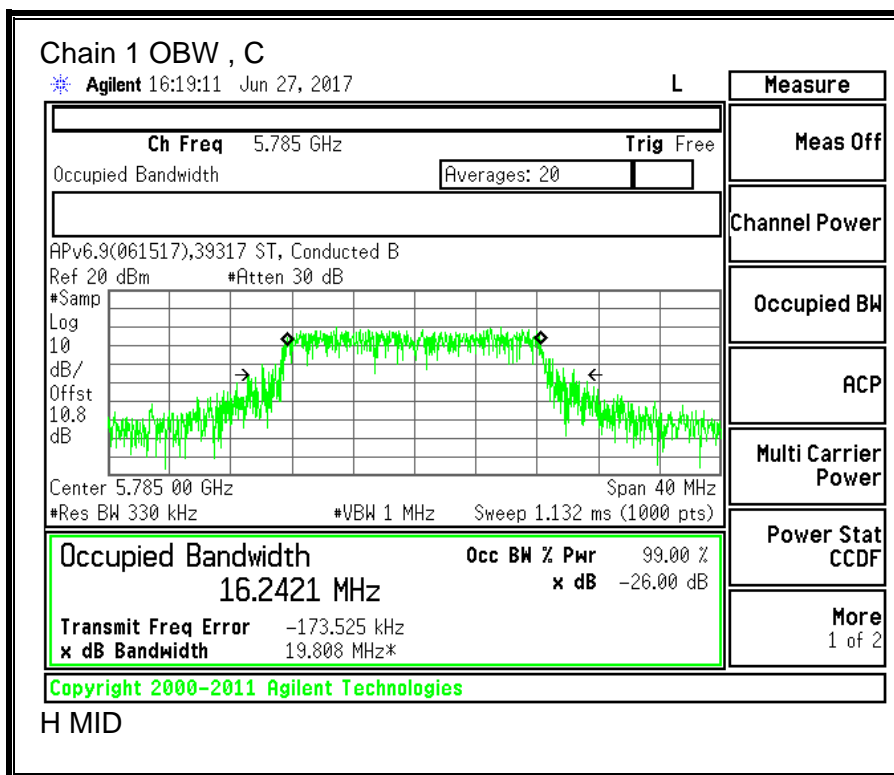 Chain 1 OBW , C
Agilent 16:19:11 Jun 27, 2017 L
Measure
Ch Freq 5.785 GHz Trig Free
Meas Off
Occupied Bandwidth Averages: 20
Channel Power
APv6.9(061517),39317 ST, Conducted B
Ref 20 dBm #Atten 30 dB
#Samp
Log
10
dB/
Offst
10.8
dB
Occupied BW
ACP
Multi Carrier
Power
Center 5.785 00 GHz Span 40 MHz
#Res BW 330 kHz #VBW 1 MHz Sweep 1.132 ms (1000 pts)
Power Stat
CCDF
Occupied Bandwidth Occ BW % Pwr 99.00 %
16.2421 MHz x dB -26.00 dB
Transmit Freq Error -173.525 kHz
x dB Bandwidth 19.808 MHz*
More
1 of 2
Copyright 2000-2011 Agilent Technologies
H MID